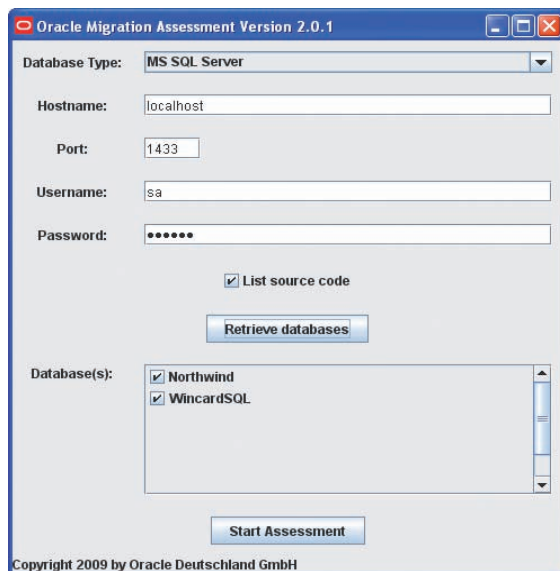 Oracle Migration Assessment Version 2.0.1
Database Type: MS SQL Server
Hostname: localhost
Port: 1433
Username: sa
Password: ••••••
List source code
Retrieve databases
Database(s): Northwind
WincardSQL
Start Assessment
Copyright 2009 by Oracle Deutschland GmbH